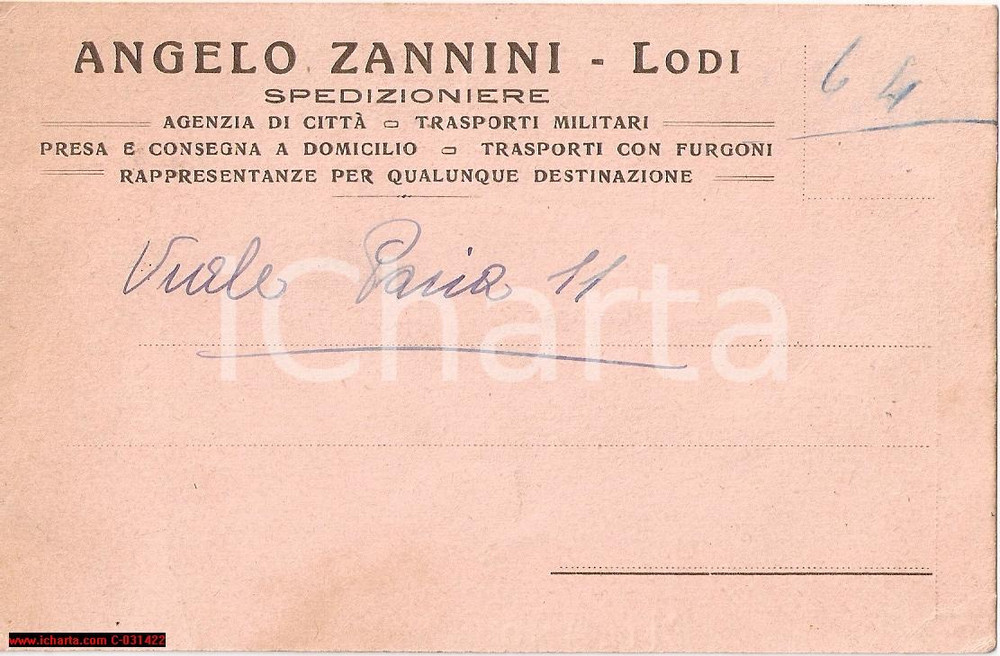 ANGELO ZANNINI - LODI
64
SPEDIZIONIERE
AGENZIA DI CITTÀ TRASPORTI MILITARI
PRESA E CONSEGNA A DOMICILIO TRASPORTI CON FURGONI
RAPPRESENTANZE PER QUALUNQUE DESTINAZIONE
Viale Pavia 11
iCharta
www.icharta.com C-031422